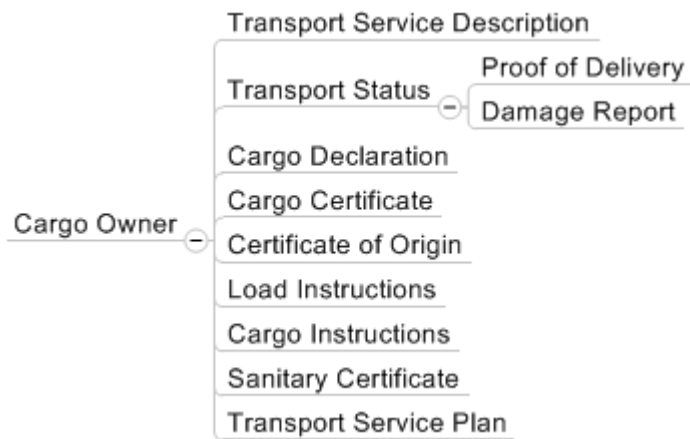 Transport Service Description
Proof of Delivery
Transport Status
Damage Report
Cargo Declaration
Cargo Certificate
Cargo Owner
Certificate of Origin
Load Instructions
Cargo Instructions
Sanitary Certificate
Transport Service Plan